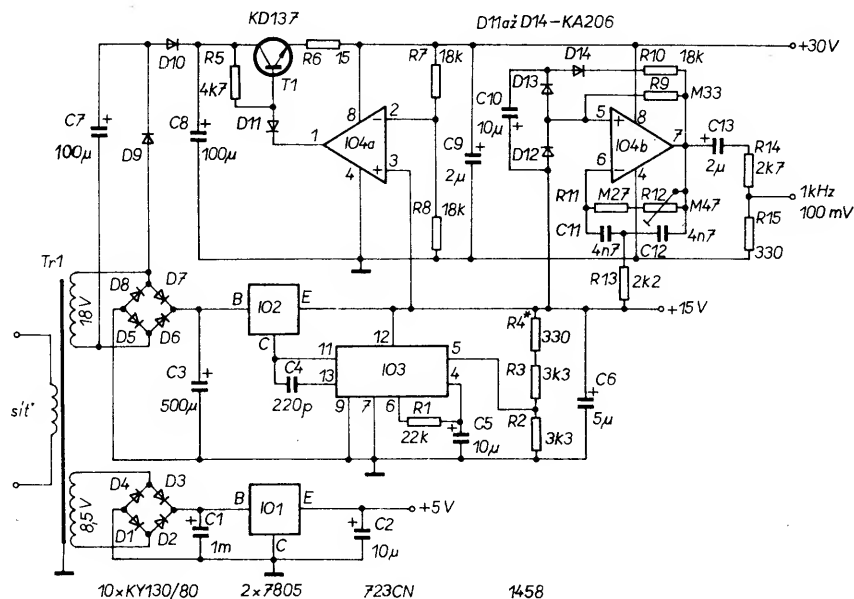 KD137
D11až D14-KA206
D10
R5
4k7
R6
15
T1
R7
18k
D14
R10
18k
+30V
D13
R9
M33
C7
100µ
D9
C8
100µ
D11
1
8
2
IO4a
4
3
C9
2µ
C10
10µ
D12
5
8
IO4b
7
6
4
C13
2µ
R14
2k7
R8
18k
R11
M27
R12
M47
1kHz
100 mV
C11
4n7
C12
4n7
R15
330
R13
2k2
Tr1
18V
D8
D7
D5
D6
B
IO2
E
C
+15V
12
11
13
IO3
5
4
9
7
6
C4
220p
R4*
330
R3
3k3
R2
3k3
C6
5µ
C3
500µ
R1
22k
C5
10µ
síť
8,5V
D4
D3
D1
D2
C1
1m
B
IO1
E
C
+5V
C2
10µ
10×KY130/80
2×7805
723CN
1458